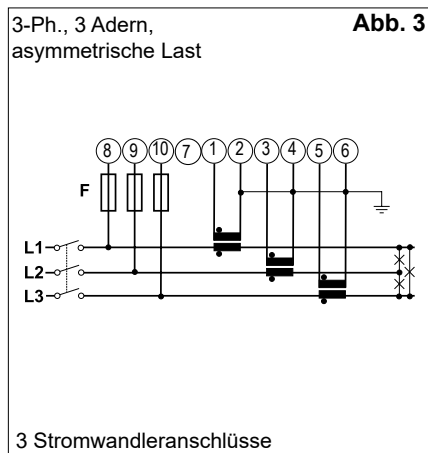 3-Ph., 3 Adern, Abb. 3
asymmetrische Last
8 9 10 7 1 2 3 4 5 6
F
L1
L2
L3
3 Stromwandleranschlüsse